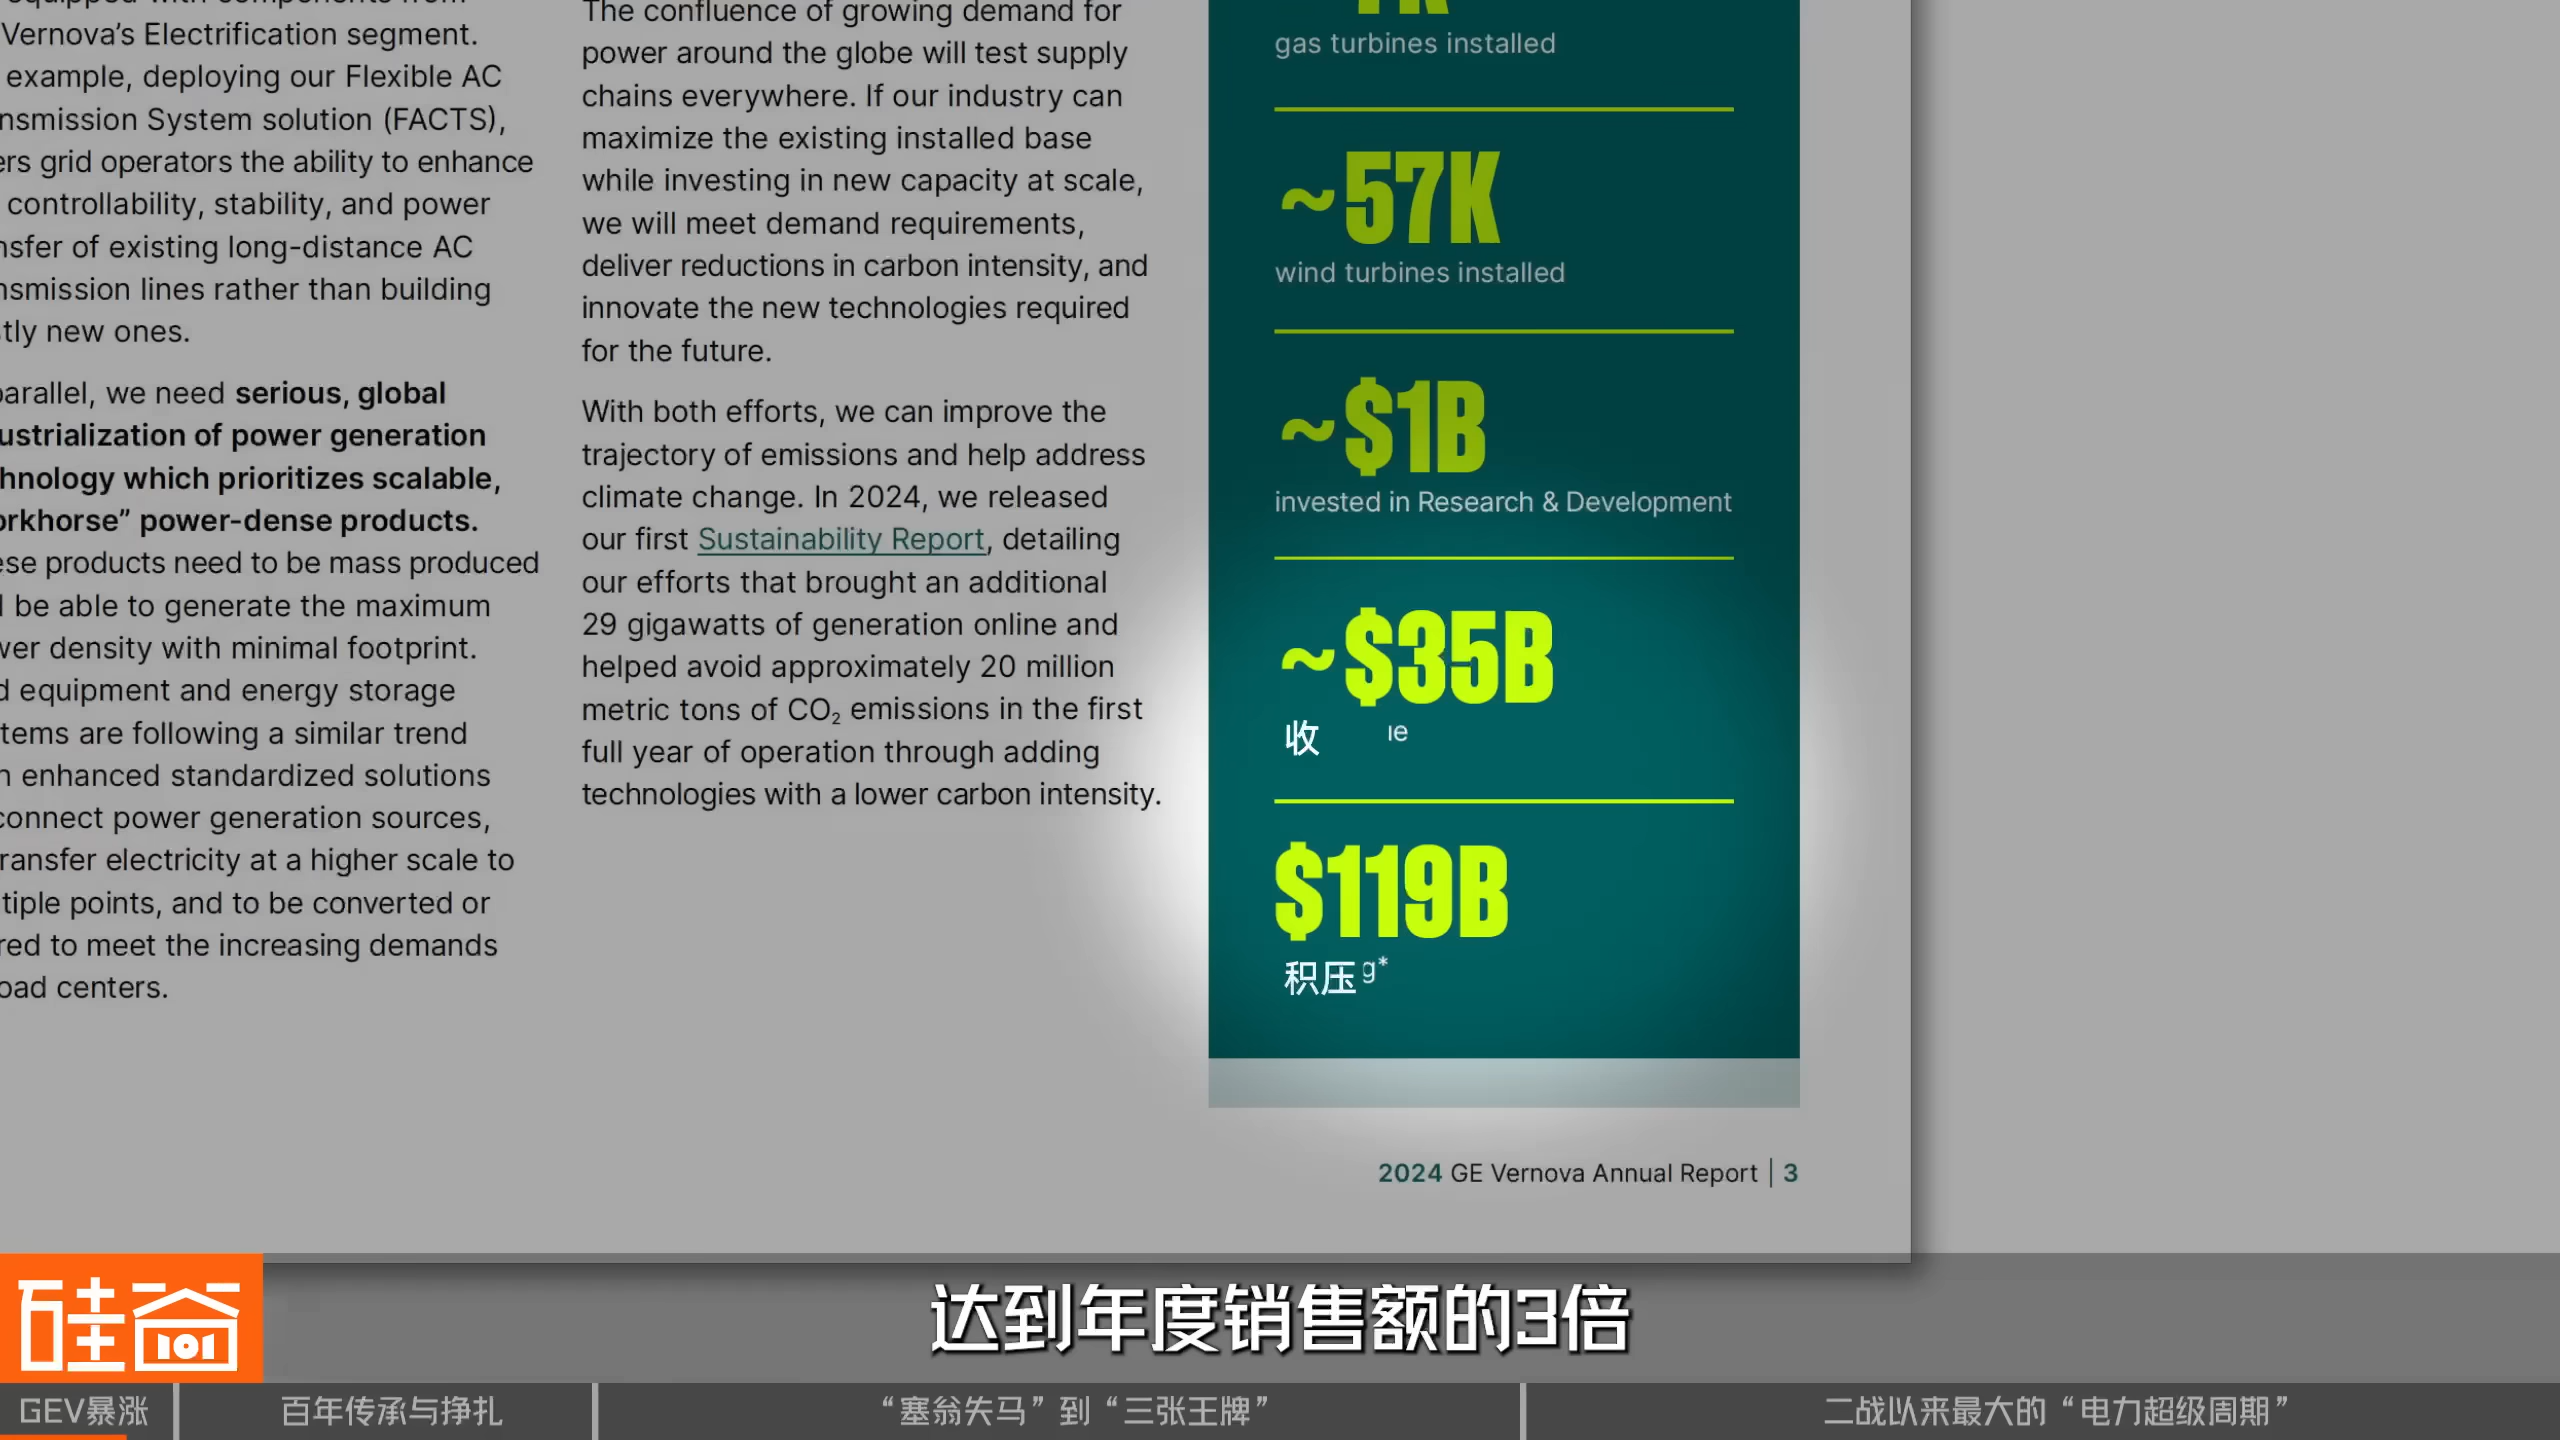 equipped with components from
Vernova's Electrification segment.
example, deploying our Flexible AC
nsmission System solution (FACTS),
ers grid operators the ability to enhance
controllability, stability, and power
nsfer of existing long-distance AC
nsmission lines rather than building
stly new ones.
parallel, we need serious, global
ustrialization of power generation
hnology which prioritizes scalable,
orkhorse” power-dense products.
ese products need to be mass produced
be able to generate the maximum
wer density with minimal footprint.
d equipment and energy storage
tems are following a similar trend
h enhanced standardized solutions
connect power generation sources,
ransfer electricity at a higher scale to
tiple points, and to be converted or
red to meet the increasing demands
oad centers.
The confluence of growing demand for
power around the globe will test supply
chains everywhere. If our industry can
maximize the existing installed base
while investing in new capacity at scale,
we will meet demand requirements,
deliver reductions in carbon intensity, and
innovate the new technologies required
for the future.
With both efforts, we can improve the
trajectory of emissions and help address
climate change. In 2024, we released
our first Sustainability Report, detailing
our efforts that brought an additional
29 gigawatts of generation online and
helped avoid approximately 20 million
metric tons of CO₂ emissions in the first
full year of operation through adding
technologies with a lower carbon intensity.
gas turbines installed
~57K
wind turbines installed
~$1B
invested in Research & Development
~$35B
收 ue
$119B
积压g*
2024 GE Vernova Annual Report | 3
硅谷101
达到年度销售额的3倍
GEV暴涨
百年传承与挣扎
“塞翁失马”到“三张王牌”
二战以来最大的“电力超级周期”